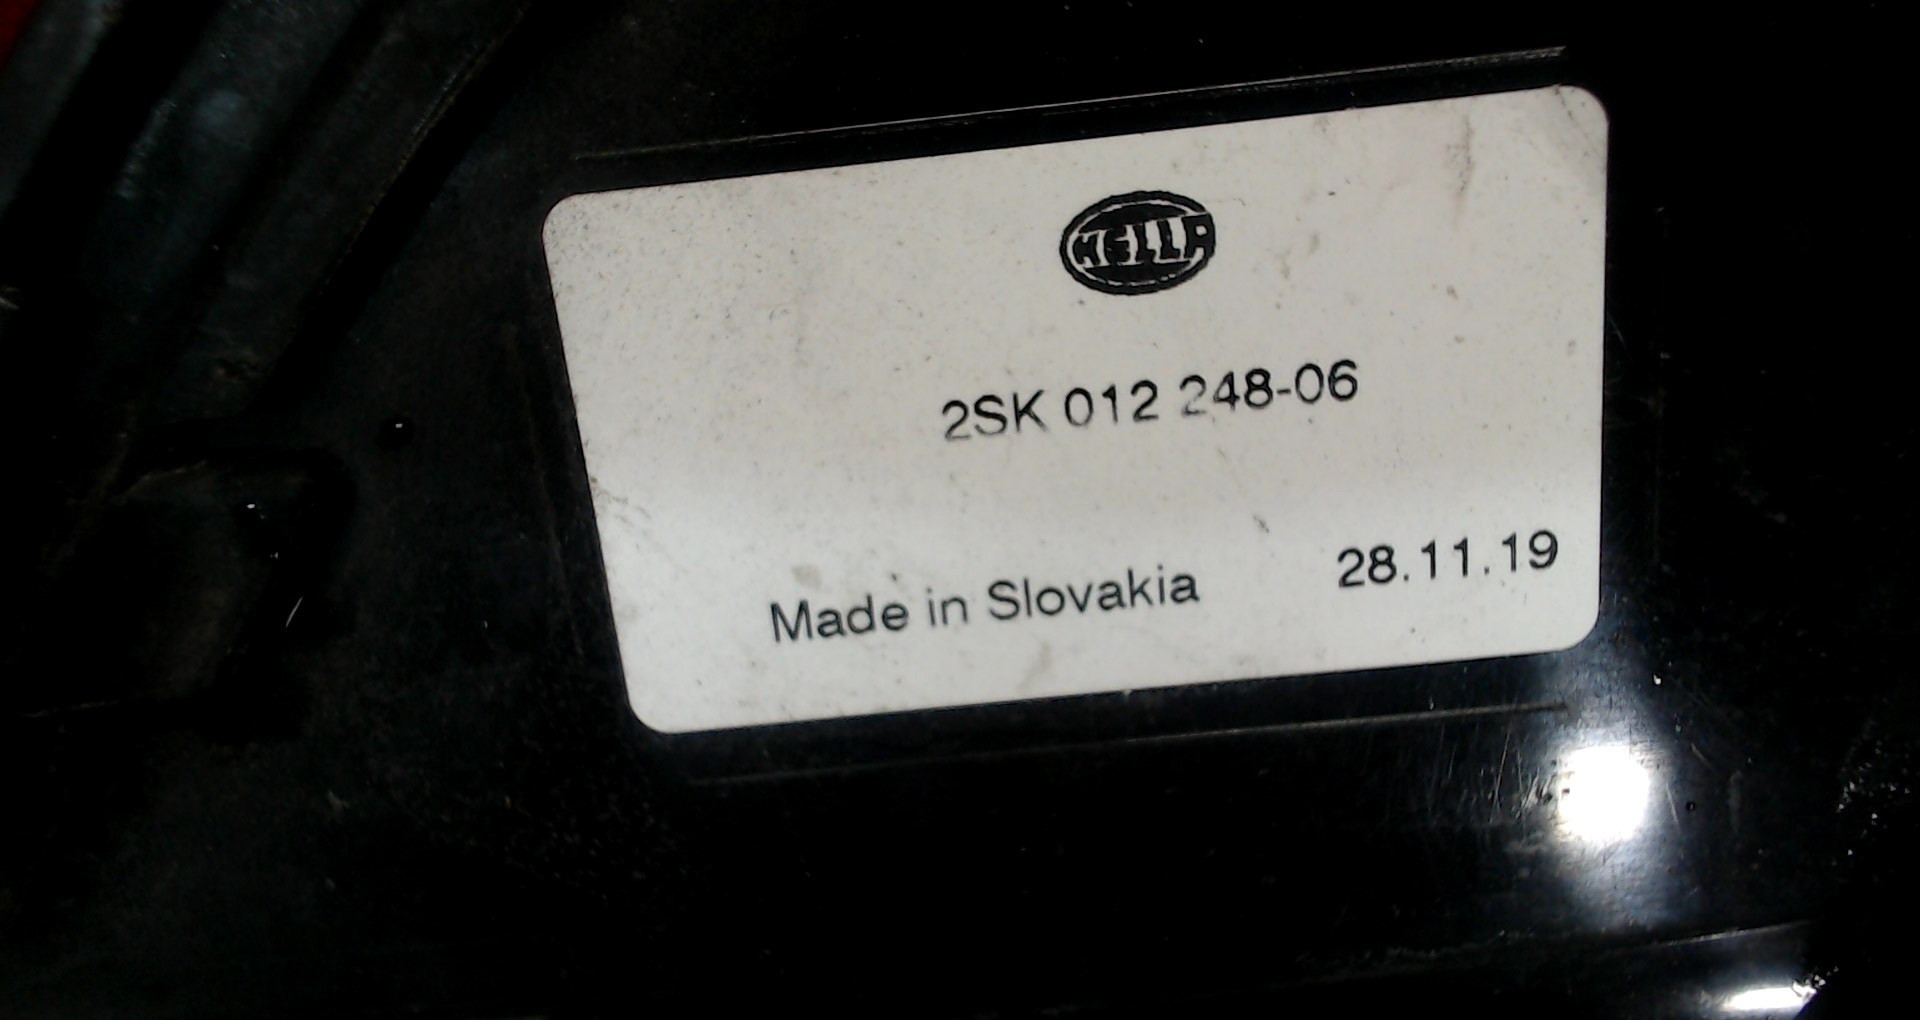 HELLA
2SK 012 248-06
Made in Slovakia 28.11.19